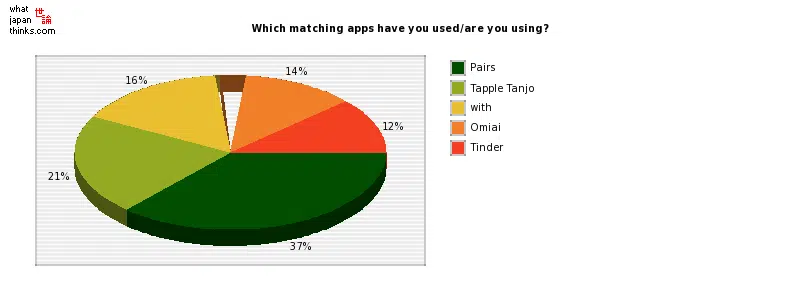 what
japan
thinks.com
世
論
Which matching apps have you used/are you using?
16%
14%
12%
21%
37%
Pairs
Tapple Tanjo
with
Omiai
Tinder